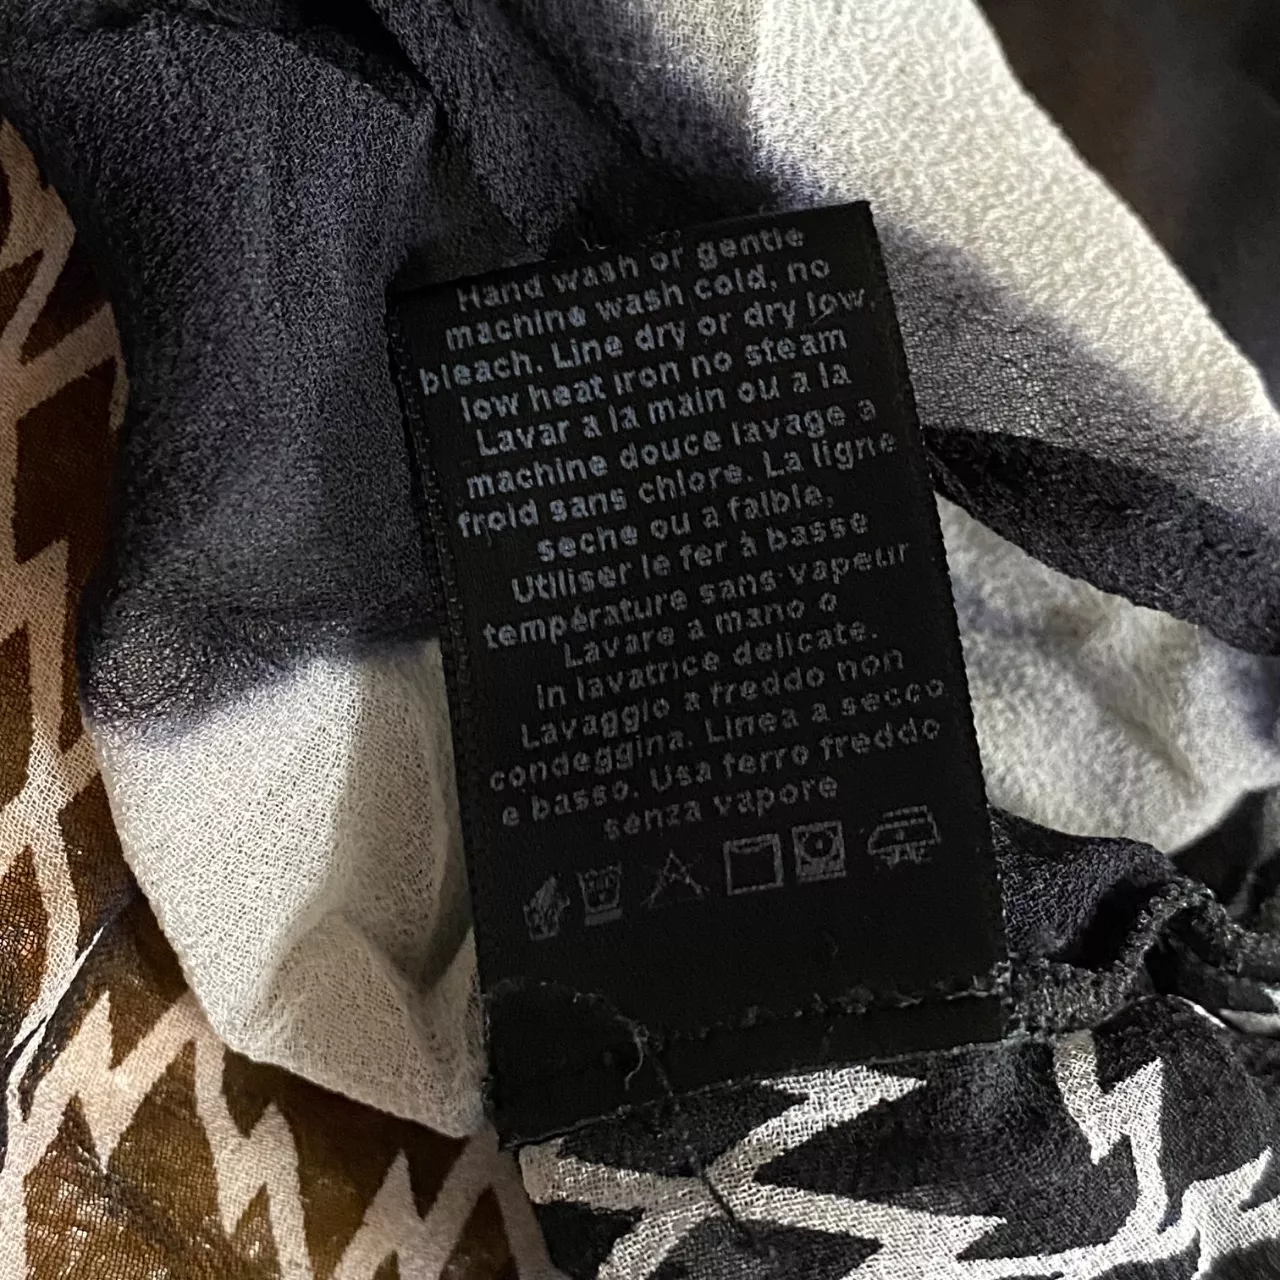 Hand wash or gentle
machine wash cold, no
bleach. Line dry or dry low,
low heat iron no steam
Lavar a la main ou a la
machine douce lavage a
froid sans chlore. La ligne
seche ou a faible,
Utiliser le fer à basse
température sans vapeur
Lavare a mano o
in lavatrice delicate.
Lavaggio a freddo non
condeggina. Linea a secco
e basso. Usa ferro freddo
senza vapore